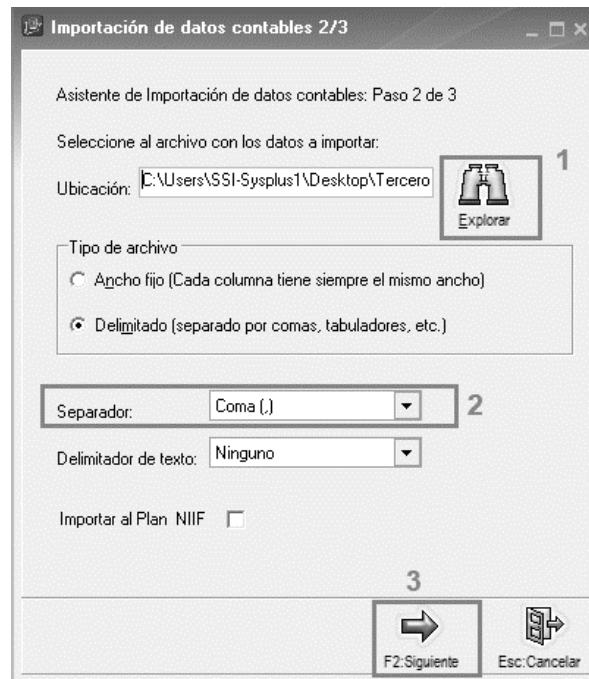 Importación de datos contables 2/3
Asistente de Importación de datos contables: Paso 2 de 3
Seleccione al archivo con los datos a importar:
1
Ubicación: C:\Users\SSI-Sysplus1\Desktop\Tercero
Explorar
Tipo de archivo
Ancho fijo (Cada columna tiene siempre el mismo ancho)
Delimitado (separado por comas, tabuladores, etc.)
Separador: Coma (,) 2
Delimitador de texto: Ninguno
Importar al Plan NIIF
3
F2:Siguiente Esc:Cancelar